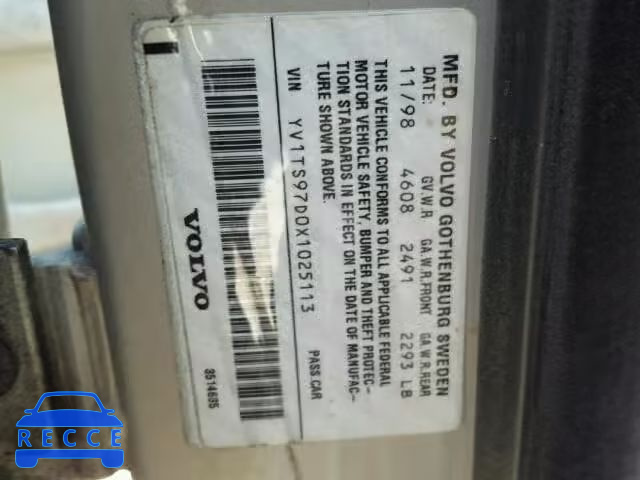 MFD. BY VOLVO GOTHENBURG SWEDEN
DATE: GV.W.R GA.W.R.FRONT GA.W.R.REAR
11/98 4608 2491 2293 LB
THIS VEHICLE CONFORMS TO ALL APPLICABLE FEDERAL
MOTOR VEHICLE SAFETY, BUMPER AND THEFT PROTEC-
TION STANDARDS IN EFFECT ON THE DATE OF MANUFAC-
TURE SHOWN ABOVE.
VIN YV1TS97D0X1025113 PASS.CAR
VOLVO
3514695
RECCE